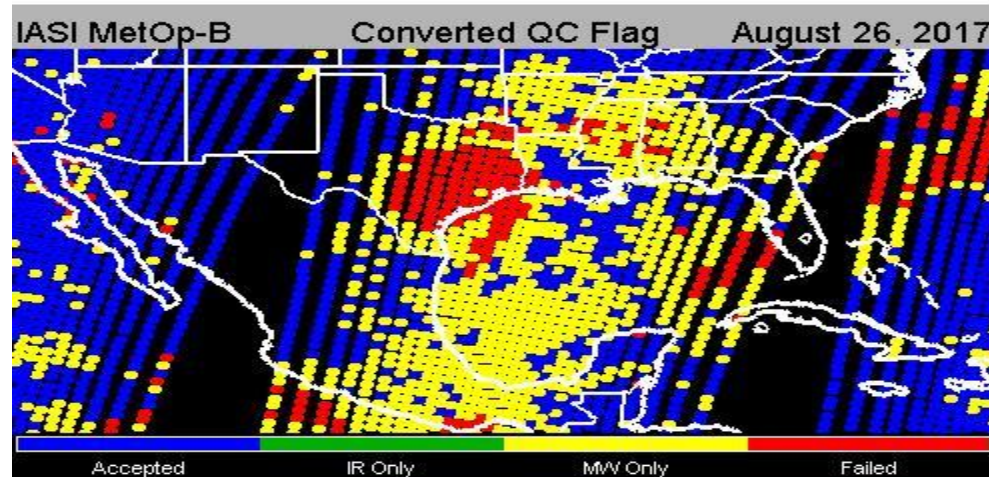 IASI MetOp-B Converted QC Flag August 26, 2017
Accepted IR Only MW Only Failed